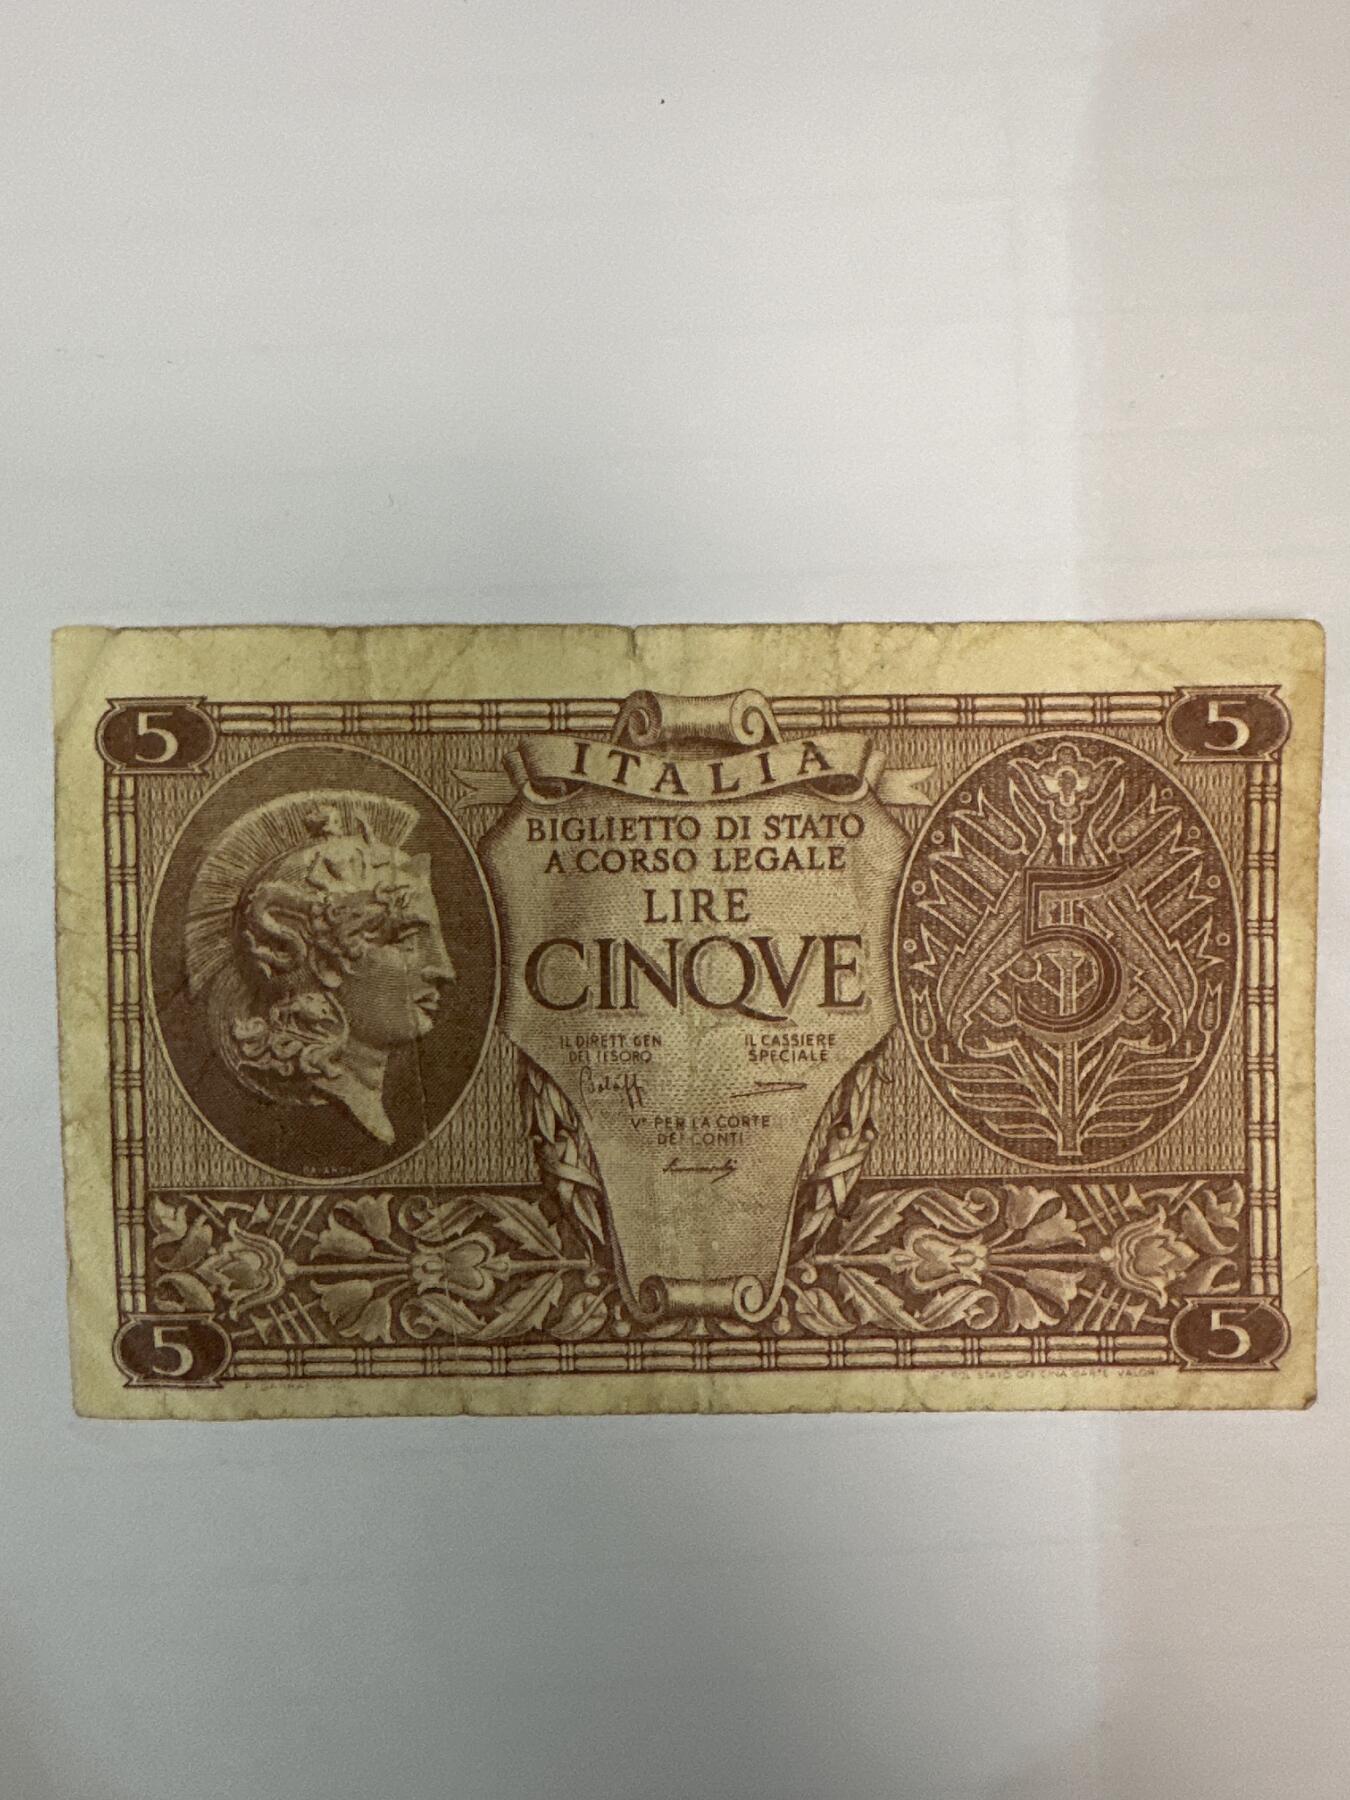 5 5
ITALIA
BIGLIETTO DI STATO
A CORSO LEGALE
LIRE
CINQVE
5
IL DIRETT. GEN
DEL TESORO
IL CASSIERE
SPECIALE
Vº PER LA CORTE
DEI CONTI
5 5